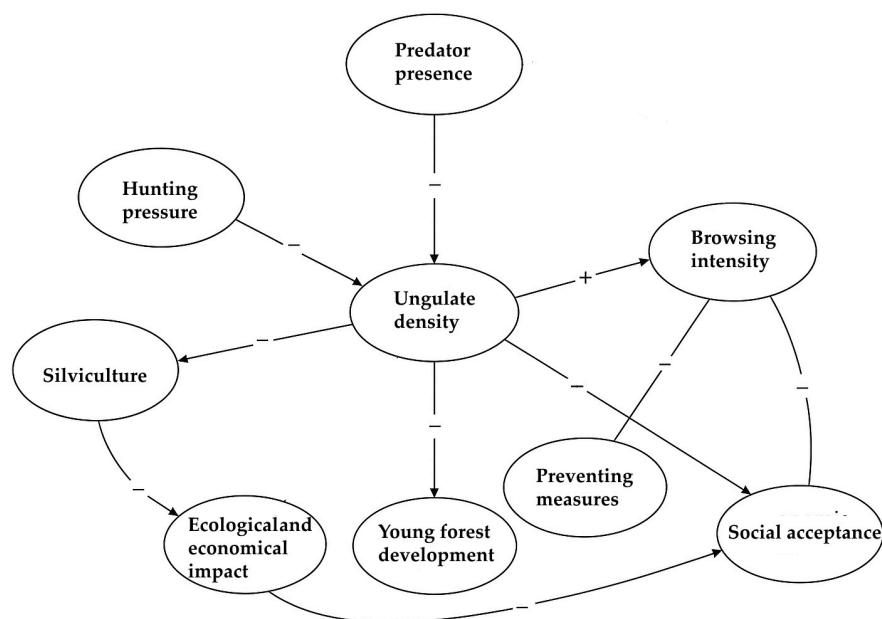 Predator
presence
Hunting
pressure
Browsing
intensity
Ungulate
density
Silviculture
Preventing
measures
Ecologicaland
economical
impact
Young forest
development
Social acceptance
−
−
+
−
−
−
−
−
−
−